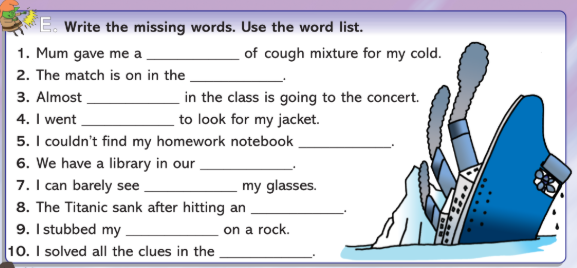 E. Write the missing words. Use the word list.
1. Mum gave me a ____________ of cough mixture for my cold.
2. The match is on in the ____________.
3. Almost ____________ in the class is going to the concert.
4. I went ____________ to look for my jacket.
5. I couldn't find my homework notebook ____________.
6. We have a library in our ____________.
7. I can barely see ____________ my glasses.
8. The Titanic sank after hitting an ____________.
9. I stubbed my ____________ on a rock.
10. I solved all the clues in the ____________.